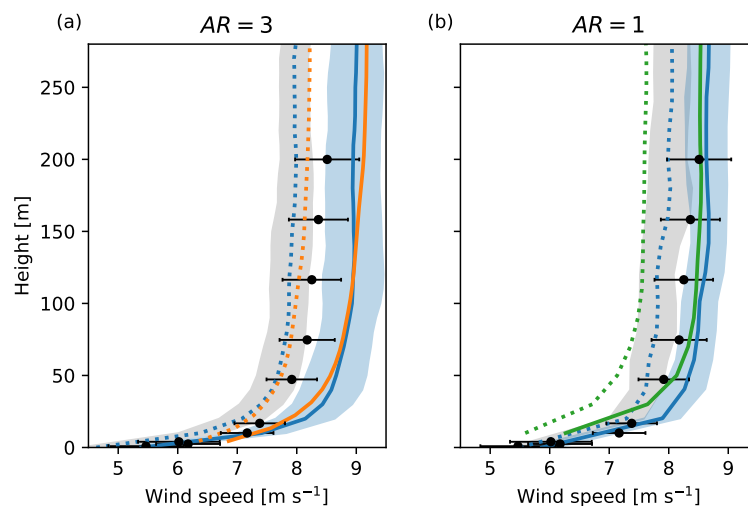 (a) AR = 3
(b) AR = 1
Height [m]
250
200
150
100
50
0
5 6 7 8 9
5 6 7 8 9
Wind speed [m s⁻¹]
Wind speed [m s⁻¹]